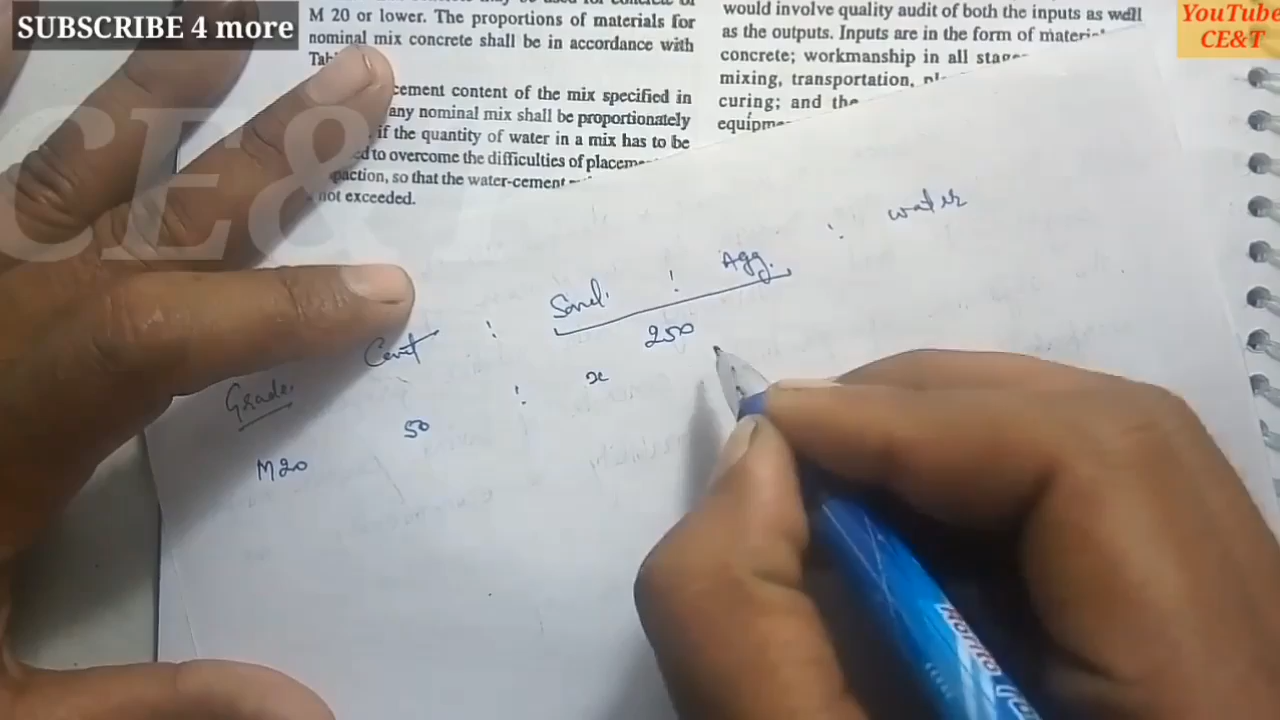 SUBSCRIBE 4 more
YouTube
CE&T
M 20 or lower. The proportions of materials for
nominal mix concrete shall be in accordance with
cement content of the mix specified in
any nominal mix shall be proportionately
if the quantity of water in a mix has to be
to overcome the difficulties of
so that the water-cement
not exceeded.
would involve quality audit of both the inputs as well
as the outputs. Inputs are in the form of
concrete; workmanship in all
mixing, transportation,
curing; and the
CE&T
Grade. Cemt : Sand. : Agg. : water
250
M20 50 : x